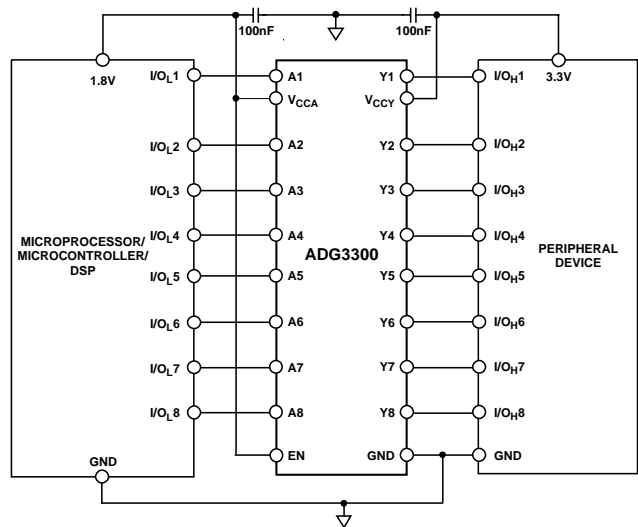 100nF 100nF
1.8V 3.3V
I/OL1 A1 Y1 I/OH1
VCCA VCCY
I/OL2 A2 Y2 I/OH2
I/OL3 A3 Y3 I/OH3
I/OL4 A4 Y4 I/OH4
MICROPROCESSOR/
MICROCONTROLLER/
DSP
ADG3300
PERIPHERAL
DEVICE
I/OL5 A5 Y5 I/OH5
I/OL6 A6 Y6 I/OH6
I/OL7 A7 Y7 I/OH7
I/OL8 A8 Y8 I/OH8
GND EN GND GND